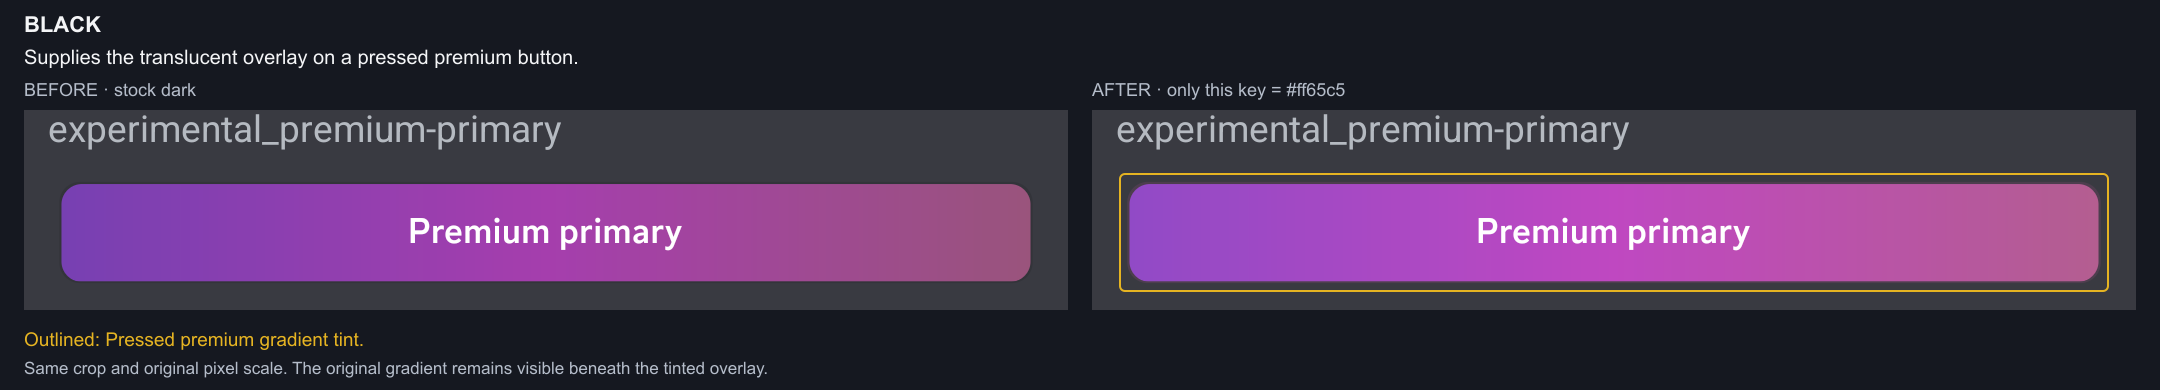 BLACK
Supplies the translucent overlay on a pressed premium button.
BEFORE · stock dark
AFTER · only this key = #ff65c5
experimental_premium-primary
experimental_premium-primary
Premium primary
Premium primary
Outlined: Pressed premium gradient tint.
Same crop and original pixel scale. The original gradient remains visible beneath the tinted overlay.